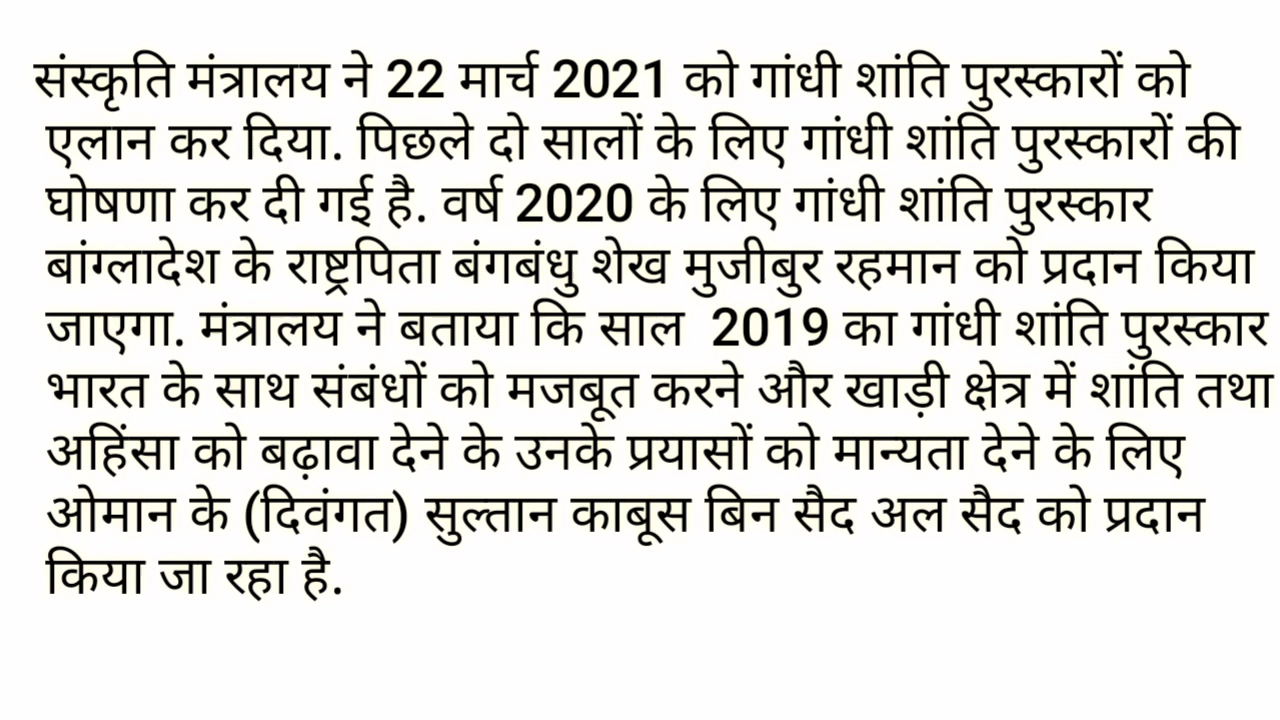 संस्कृति मंत्रालय ने 22 मार्च 2021 को गांधी शांति पुरस्कारों को
एलान कर दिया. पिछले दो सालों के लिए गांधी शांति पुरस्कारों की
घोषणा कर दी गई है. वर्ष 2020 के लिए गांधी शांति पुरस्कार
बांग्लादेश के राष्ट्रपिता बंगबंधु शेख मुजीबुर रहमान को प्रदान किया
जाएगा. मंत्रालय ने बताया कि साल 2019 का गांधी शांति पुरस्कार
भारत के साथ संबंधों को मजबूत करने और खाड़ी क्षेत्र में शांति तथा
अहिंसा को बढ़ावा देने के उनके प्रयासों को मान्यता देने के लिए
ओमान के (दिवंगत) सुल्तान काबूस बिन सैद अल सैद को प्रदान
किया जा रहा है.